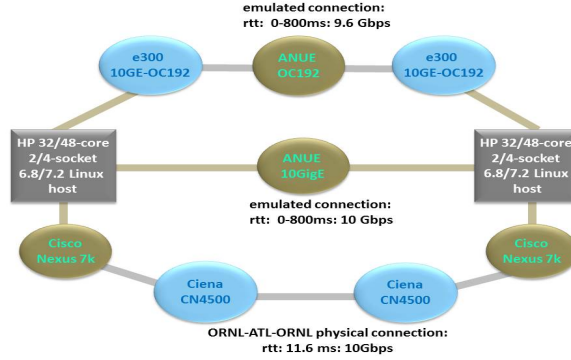 emulated connection:
rtt: 0-800ms: 9.6 Gbps
e300
10GE-OC192
ANUE
OC192
e300
10GE-OC192
HP 32/48-core
2/4-socket
6.8/7.2 Linux
host
ANUE
10GigE
HP 32/48-core
2/4-socket
6.8/7.2 Linux
host
emulated connection:
rtt: 0-800ms: 10 Gbps
Cisco
Nexus 7k
Ciena
CN4500
Ciena
CN4500
Cisco
Nexus 7k
ORNL-ATL-ORNL physical connection:
rtt: 11.6 ms: 10Gbps